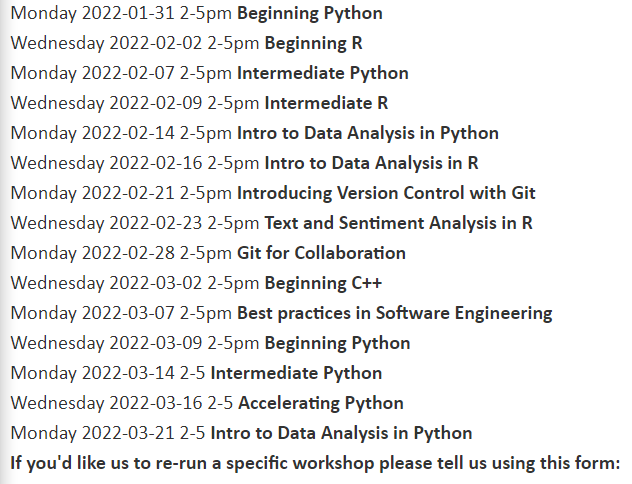 Monday 2022-01-31 2-5pm Beginning Python
Wednesday 2022-02-02 2-5pm Beginning R
Monday 2022-02-07 2-5pm Intermediate Python
Wednesday 2022-02-09 2-5pm Intermediate R
Monday 2022-02-14 2-5pm Intro to Data Analysis in Python
Wednesday 2022-02-16 2-5pm Intro to Data Analysis in R
Monday 2022-02-21 2-5pm Introducing Version Control with Git
Wednesday 2022-02-23 2-5pm Text and Sentiment Analysis in R
Monday 2022-02-28 2-5pm Git for Collaboration
Wednesday 2022-03-02 2-5pm Beginning C++
Monday 2022-03-07 2-5pm Best practices in Software Engineering
Wednesday 2022-03-09 2-5pm Beginning Python
Monday 2022-03-14 2-5 Intermediate Python
Wednesday 2022-03-16 2-5 Accelerating Python
Monday 2022-03-21 2-5 Intro to Data Analysis in Python
If you'd like us to re-run a specific workshop please tell us using this form: